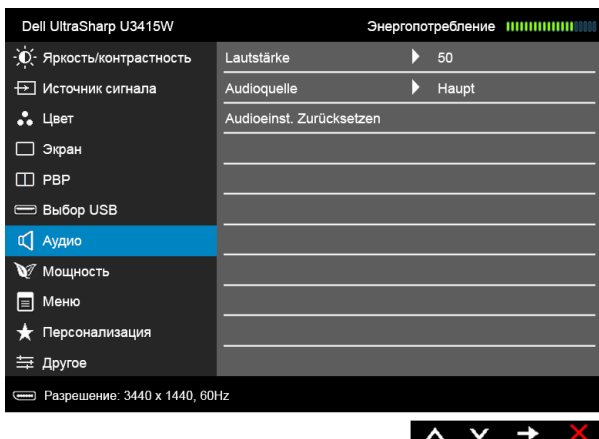 Dell UltraSharp U3415W Энергопотребление
Яркость/контрастность Lautstärke 50
Источник сигнала Audioquelle Haupt
Цвет Audioeinst. Zurücksetzen
Экран
PBP
Выбор USB
Аудио
Мощность
Меню
Персонализация
Другое
Разрешение: 3440 x 1440, 60Hz